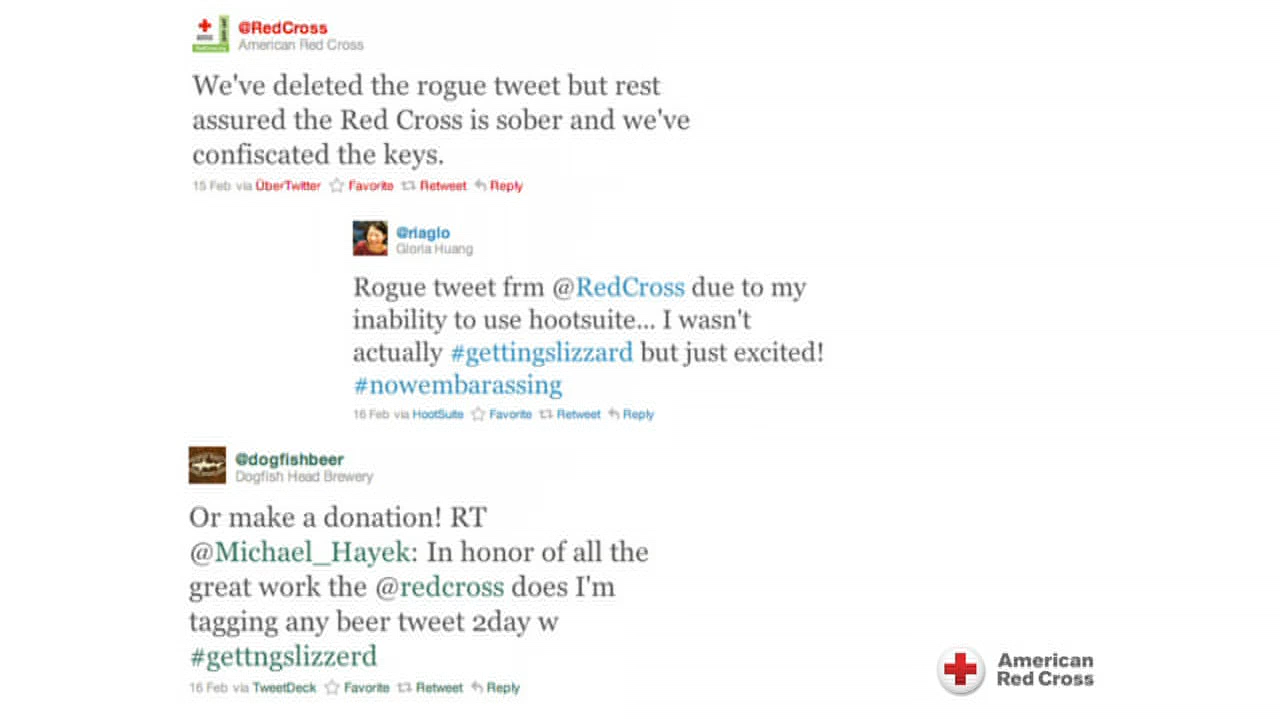 @RedCross
American Red Cross
We've deleted the rogue tweet but rest
assured the Red Cross is sober and we've
confiscated the keys.
15 Feb via ÜberTwitter Favorite Retweet Reply
@riaglo
Gloria Huang
Rogue tweet frm @RedCross due to my
inability to use hootsuite... I wasn't
actually #gettingslizzard but just excited!
#nowembarassing
16 Feb via HootSuite Favorite Retweet Reply
@dogfishbeer
Dogfish Head Brewery
Or make a donation! RT
@Michael_Hayek: In honor of all the
great work the @redcross does I'm
tagging any beer tweet 2day w
#gettngslizzerd
16 Feb via TweetDeck Favorite Retweet Reply
American
Red Cross